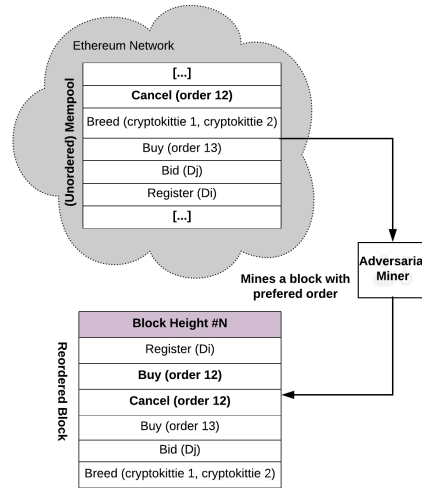 Ethereum Network
(Unordered) Mempool
[...]
Cancel (order 12)
Breed (cryptokittie 1, cryptokittie 2)
Buy (order 13)
Bid (Dj)
Register (Di)
[...]
Adversaria
Miner
Mines a block with
prefered order
Reordered Block
Block Height #N
Register (Di)
Buy (order 12)
Cancel (order 12)
Buy (order 13)
Bid (Dj)
Breed (cryptokittie 1, cryptokittie 2)